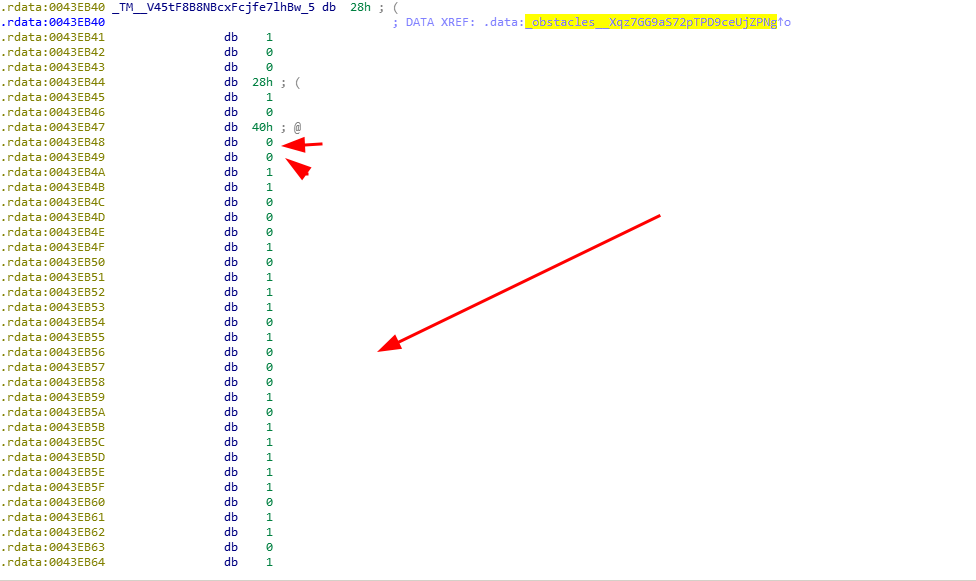 .rdata:0043EB40 _TM__V45tF8B8NBcxFcjfe7lhBw_5 db 28h ; (
.rdata:0043EB40 ; DATA XREF: .data:_obstacles__Xqz7GG9aS72pTPD9ceUjZPNg↑o
.rdata:0043EB41 db 1
.rdata:0043EB42 db 0
.rdata:0043EB43 db 0
.rdata:0043EB44 db 28h ; (
.rdata:0043EB45 db 1
.rdata:0043EB46 db 0
.rdata:0043EB47 db 40h ; @
.rdata:0043EB48 db 0
.rdata:0043EB49 db 0
.rdata:0043EB4A db 1
.rdata:0043EB4B db 1
.rdata:0043EB4C db 0
.rdata:0043EB4D db 0
.rdata:0043EB4E db 0
.rdata:0043EB4F db 1
.rdata:0043EB50 db 0
.rdata:0043EB51 db 1
.rdata:0043EB52 db 1
.rdata:0043EB53 db 1
.rdata:0043EB54 db 0
.rdata:0043EB55 db 1
.rdata:0043EB56 db 0
.rdata:0043EB57 db 0
.rdata:0043EB58 db 0
.rdata:0043EB59 db 1
.rdata:0043EB5A db 0
.rdata:0043EB5B db 1
.rdata:0043EB5C db 1
.rdata:0043EB5D db 1
.rdata:0043EB5E db 1
.rdata:0043EB5F db 1
.rdata:0043EB60 db 0
.rdata:0043EB61 db 1
.rdata:0043EB62 db 1
.rdata:0043EB63 db 0
.rdata:0043EB64 db 1